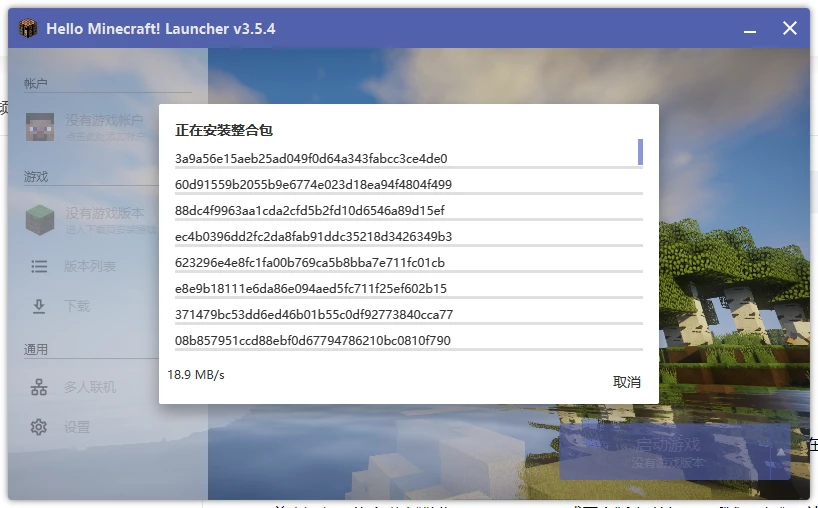 Hello Minecraft! Launcher v3.5.4
帐户
没有游戏帐户
游戏
没有游戏版本
版本列表
下载
通用
多人联机
设置
正在安装整合包
3a9a56e15aeb25ad049f0d64a343fabcc3ce4de0
60d91559b2055b9e6774e023d18ea94f4804f499
88dc4f9963aa1cda2cfd5b2fd10d6546a89d15ef
ec4b0396dd2fc2da8fab91ddc35218d3426349b3
623296e4e8fc1fa00b769ca5b8bba7e711fc01cb
e8e9b18111e6da86e094aed5fc711f25ef602b15
371479bc53dd6ed46b01b55c0df92773840cca77
08b857951ccd88ebf0d67794786210bc0810f790
18.9 MB/s
取消
启动游戏
没有游戏版本
在